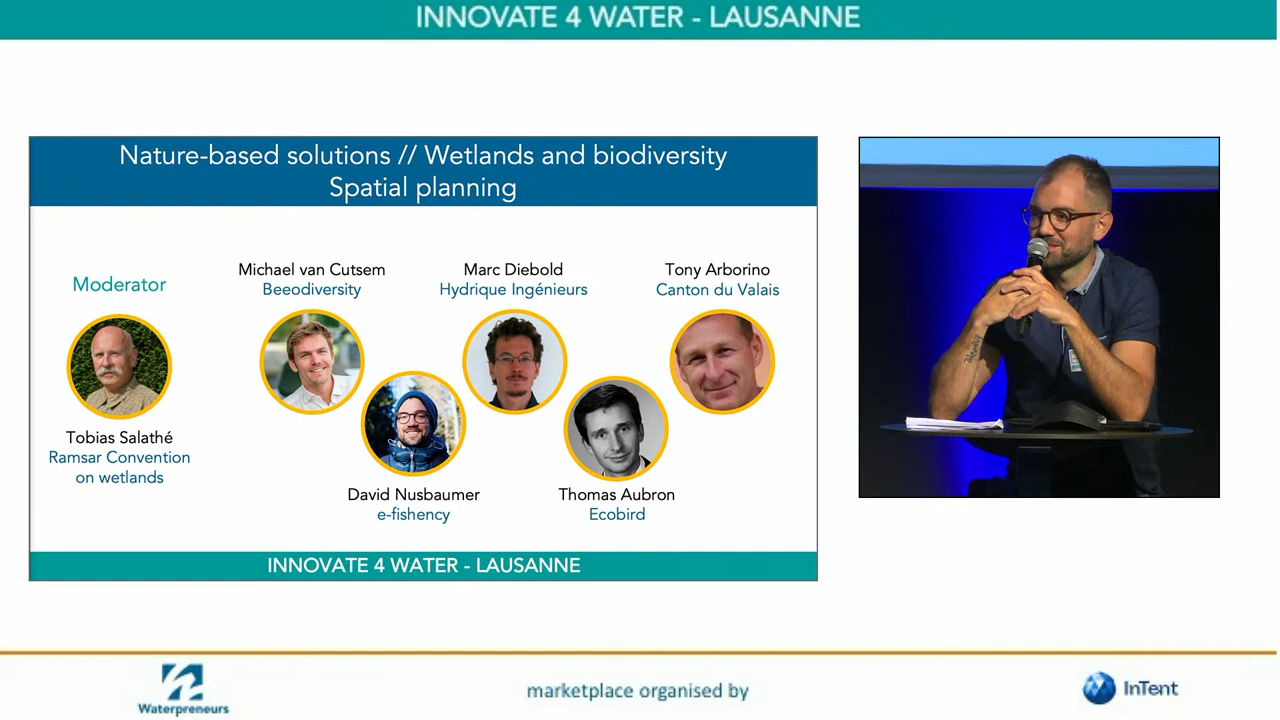 INNOVATE 4 WATER - LAUSANNE
Nature-based solutions // Wetlands and biodiversity
Spatial planning
Moderator
Tobias Salathé
Ramsar Convention
on wetlands
Michael van Cutsem
Beeodiversity
David Nusbaumer
e-fishency
Marc Diebold
Hydrique Ingénieurs
Thomas Aubron
Ecobird
Tony Arborino
Canton du Valais
INNOVATE 4 WATER - LAUSANNE
Waterpreneurs
marketplace organised by
InTent